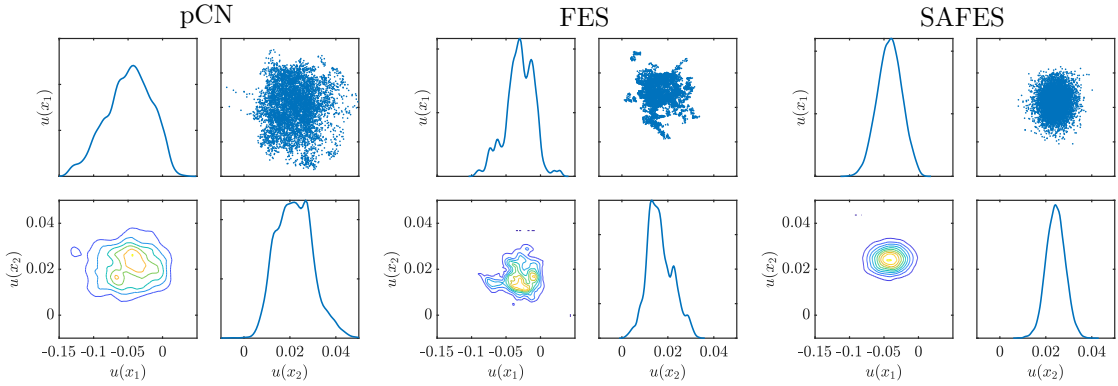 pCN FES SAFES
u(x₁) u(x₁) u(x₁) u(x₁) u(x₁) u(x₁)
0.04 0.04 0.04
u(x₂) u(x₂) u(x₂)
0.02 0.02 0.02
0 0 0
-0.15 -0.1 -0.05 0 0 0.02 0.04 -0.15 -0.1 -0.05 0 0 0.02 0.04 -0.15 -0.1 -0.05 0 0 0.02 0.04
u(x₁) u(x₂) u(x₁) u(x₂) u(x₁) u(x₂)